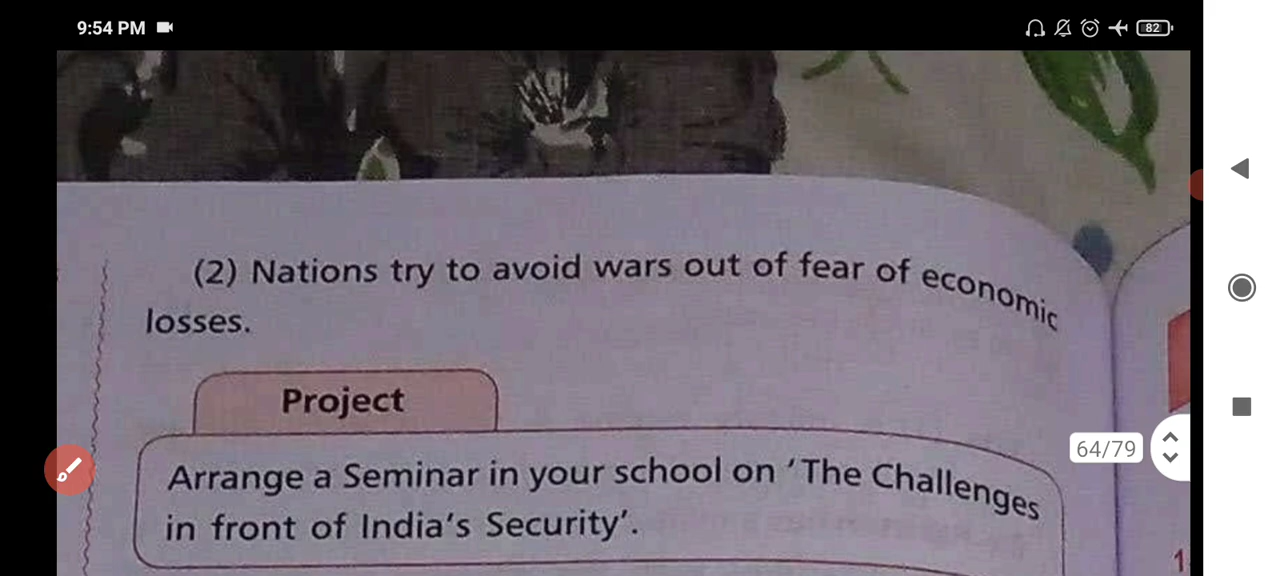 9:54 PM
82
(2) Nations try to avoid wars out of fear of economic
losses.
Project
64/79
Arrange a Seminar in your school on ‘The Challenges
in front of India’s Security’.
1